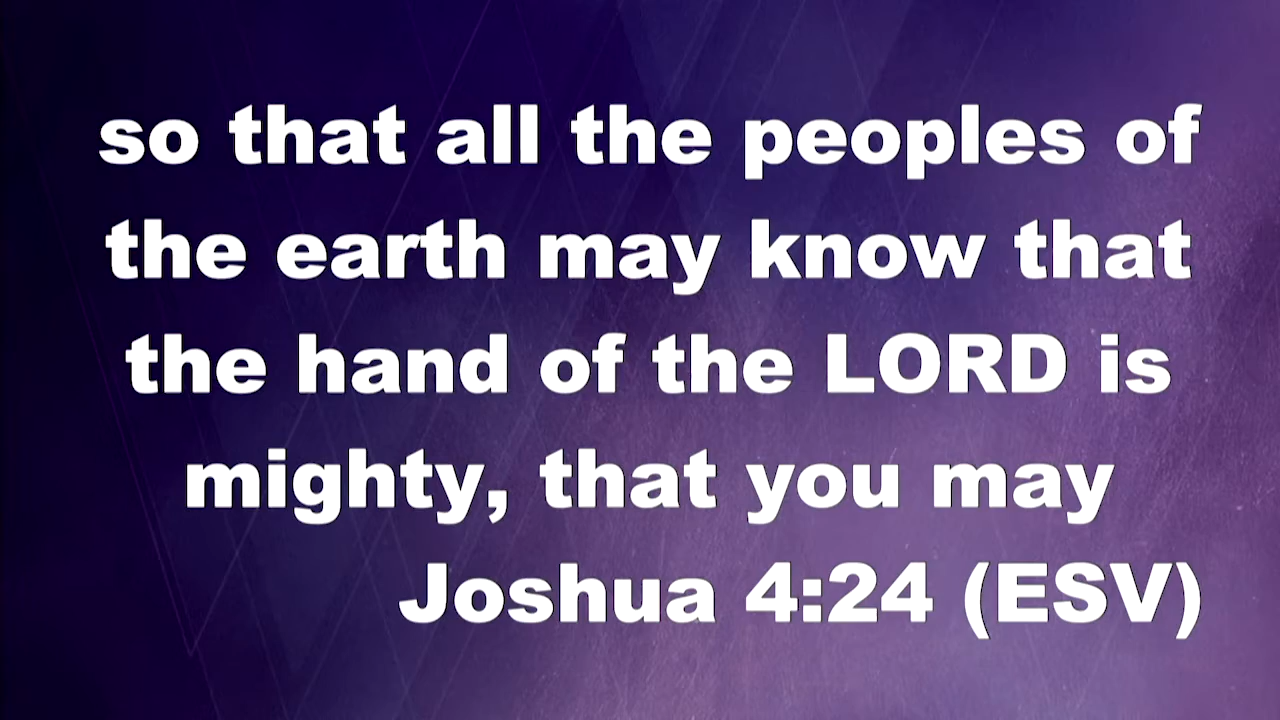 so that all the peoples of
the earth may know that
the hand of the LORD is
mighty, that you may
Joshua 4:24 (ESV)